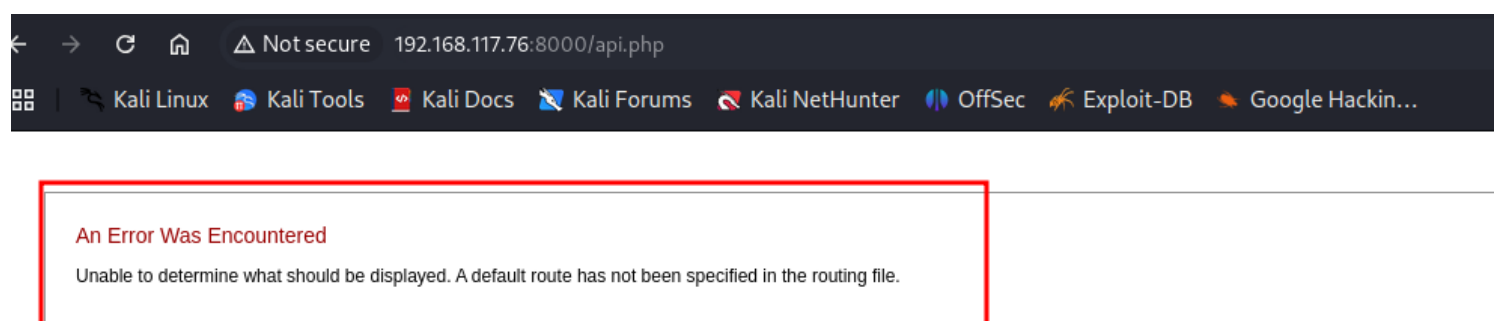 Not secure 192.168.117.76:8000/api.php
Kali Linux Kali Tools Kali Docs Kali Forums Kali NetHunter OffSec Exploit-DB Google Hackin...
An Error Was Encountered
Unable to determine what should be displayed. A default route has not been specified in the routing file.